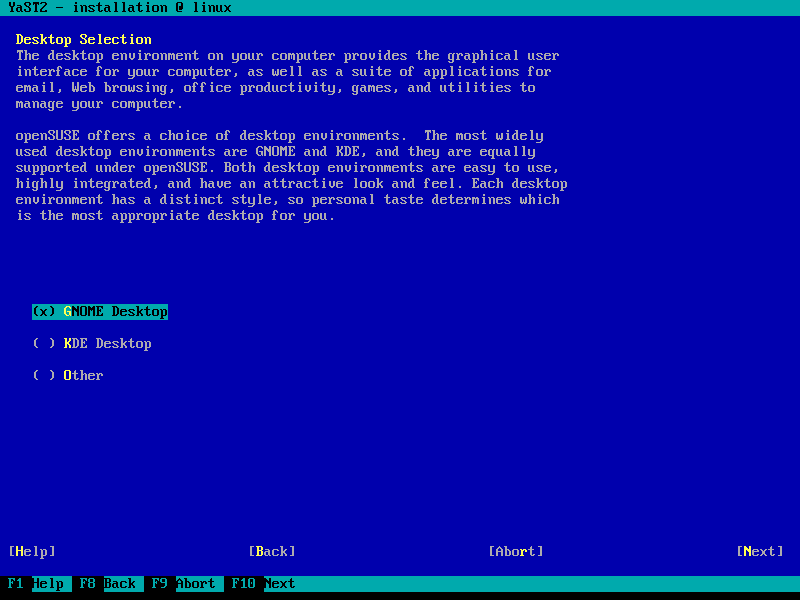 YaST2 - installation @ linux
Desktop Selection
The desktop environment on your computer provides the graphical user
interface for your computer, as well as a suite of applications for
email, Web browsing, office productivity, games, and utilities to
manage your computer.
openSUSE offers a choice of desktop environments.  The most widely
used desktop environments are GNOME and KDE, and they are equally
supported under openSUSE. Both desktop environments are easy to use,
highly integrated, and have an attractive look and feel. Each desktop
environment has a distinct style, so personal taste determines which
is the most appropriate desktop for you.
(x) GNOME Desktop
( ) KDE Desktop
( ) Other
[Help] [Back] [Abort] [Next]
F1 Help F8 Back F9 Abort F10 Next